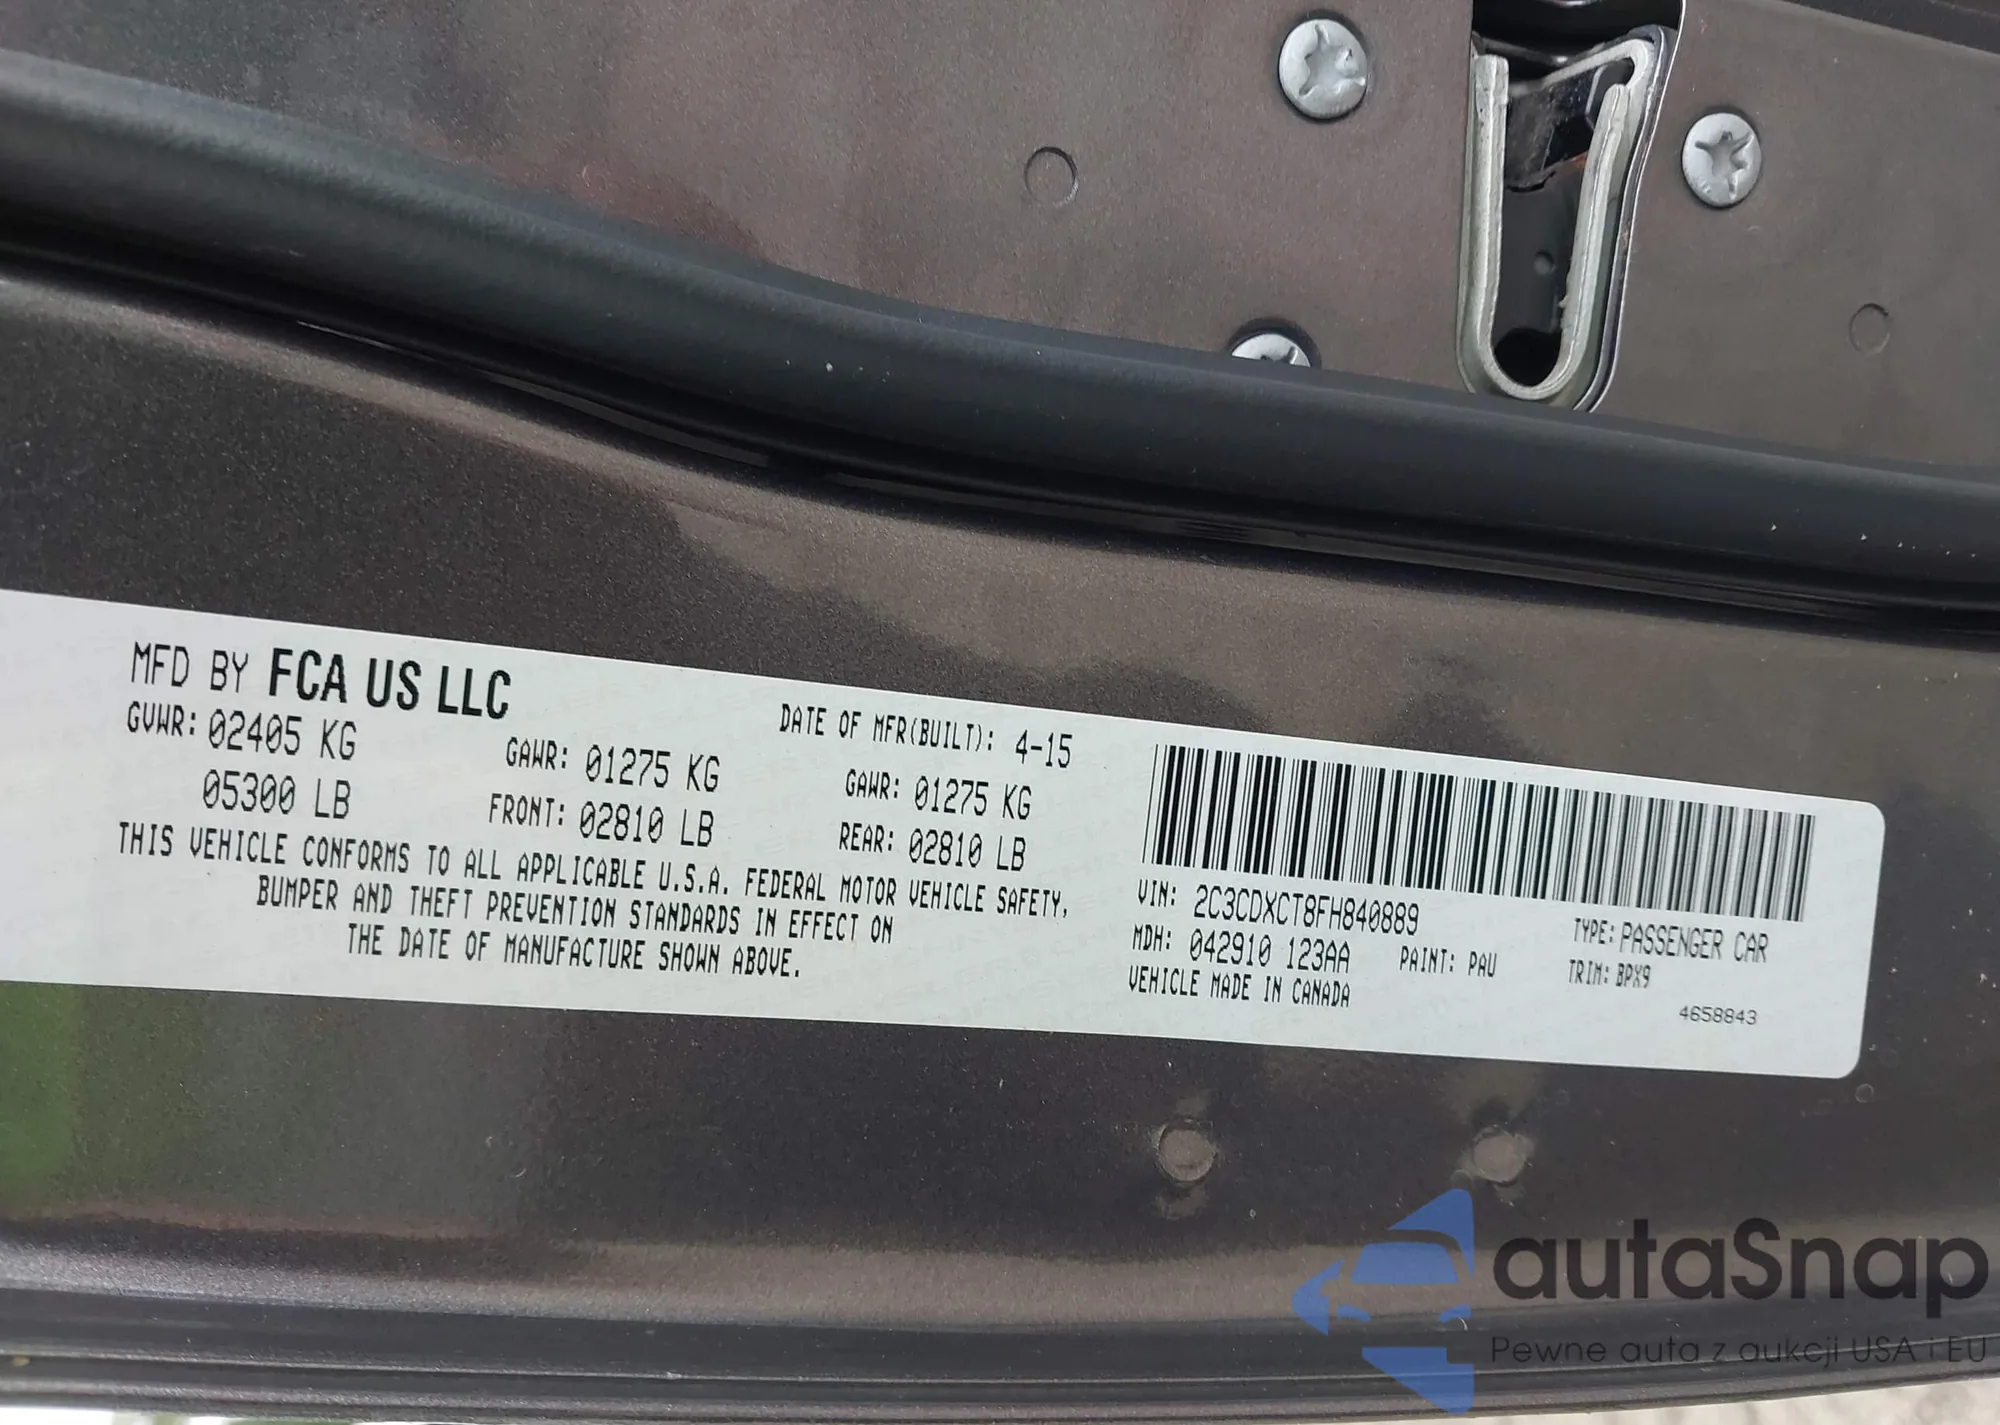 MFD BY FCA US LLC
DATE OF MFR(BUILT): 4-15
GVWR: 02405 KG
05300 LB
GAWR: 01275 KG
FRONT: 02810 LB
GAWR: 01275 KG
REAR: 02810 LB
THIS VEHICLE CONFORMS TO ALL APPLICABLE U.S.A. FEDERAL MOTOR VEHICLE SAFETY,
BUMPER AND THEFT PREVENTION STANDARDS IN EFFECT ON
THE DATE OF MANUFACTURE SHOWN ABOVE.
VIN: 2C3CDXCT8FH840889
TYPE: PASSENGER CAR
MDH: 042910 123AA
PAINT: PAU
TRIM: BPX9
VEHICLE MADE IN CANADA
4658843
autaSnap
Pewne auta z aukcji USA i EU